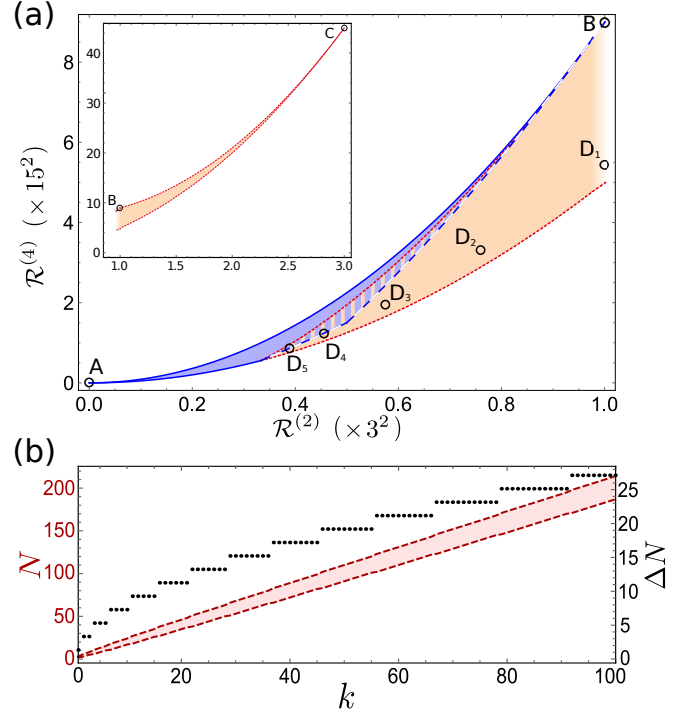 (a)
C
B
40
30
20
10
0
1.0 1.5 2.0 2.5 3.0
B
D₁
D₂
D₃
D₄
D₅
A
8
6
4
2
0
ℛ⁽⁴⁾ (×15²)
0.0 0.2 0.4 0.6 0.8 1.0
ℛ⁽²⁾ (×3²)
(b)
200
150
100
50
0
N
25
20
15
10
5
0
ΔN
0 20 40 60 80 100
k